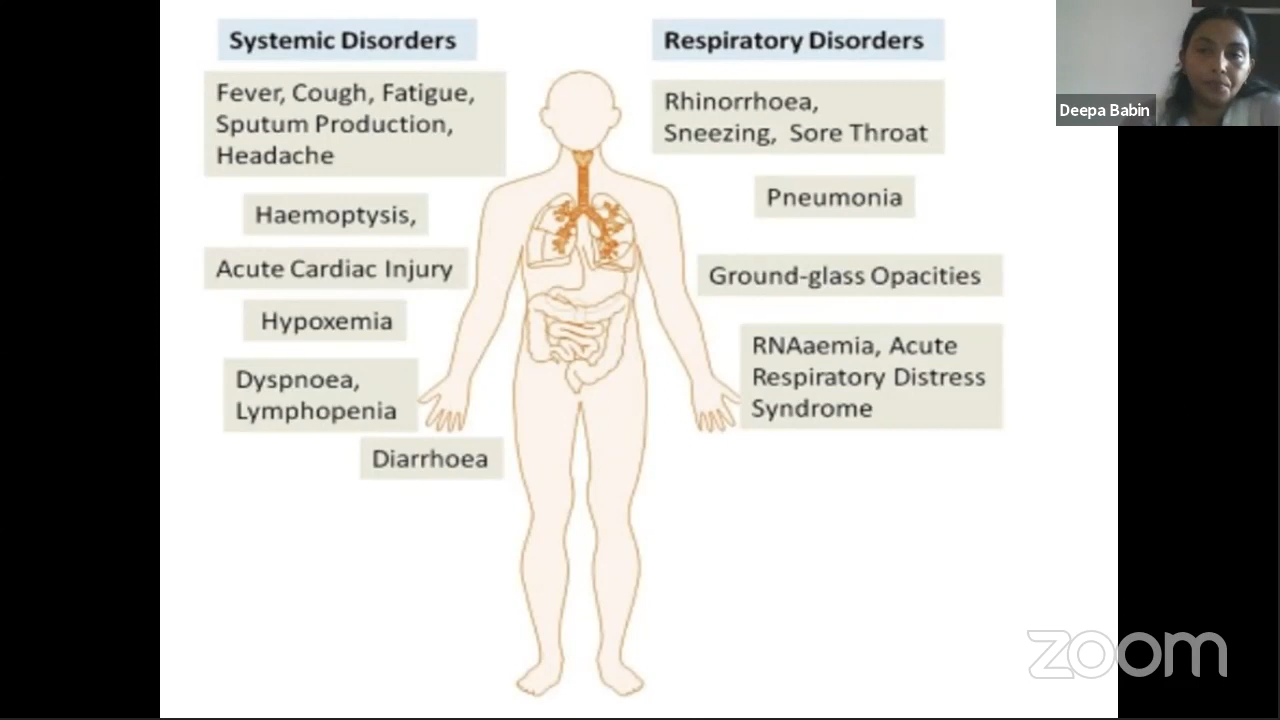 Systemic Disorders
Fever, Cough, Fatigue,
Sputum Production,
Headache
Haemoptysis,
Acute Cardiac Injury
Hypoxemia
Dyspnoea,
Lymphopenia
Diarrhoea
Respiratory Disorders
Rhinorrhoea,
Sneezing, Sore Throat
Pneumonia
Ground-glass Opacities
RNAaemia, Acute
Respiratory Distress
Syndrome
Deepa Babin
zoom